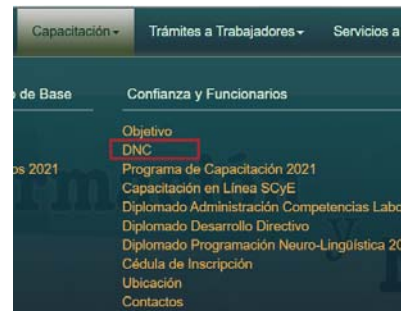 Capacitación Trámites a Trabajadores Servicios a
de Base Confianza y Funcionarios
Objetivo
DNC
os 2021 Programa de Capacitación 2021
Capacitación en Línea SCyE
Diplomado Administración Competencias Labo
Diplomado Desarrollo Directivo
Diplomado Programación Neuro-Lingüística 20
Cédula de Inscripción
Ubicación
Contactos